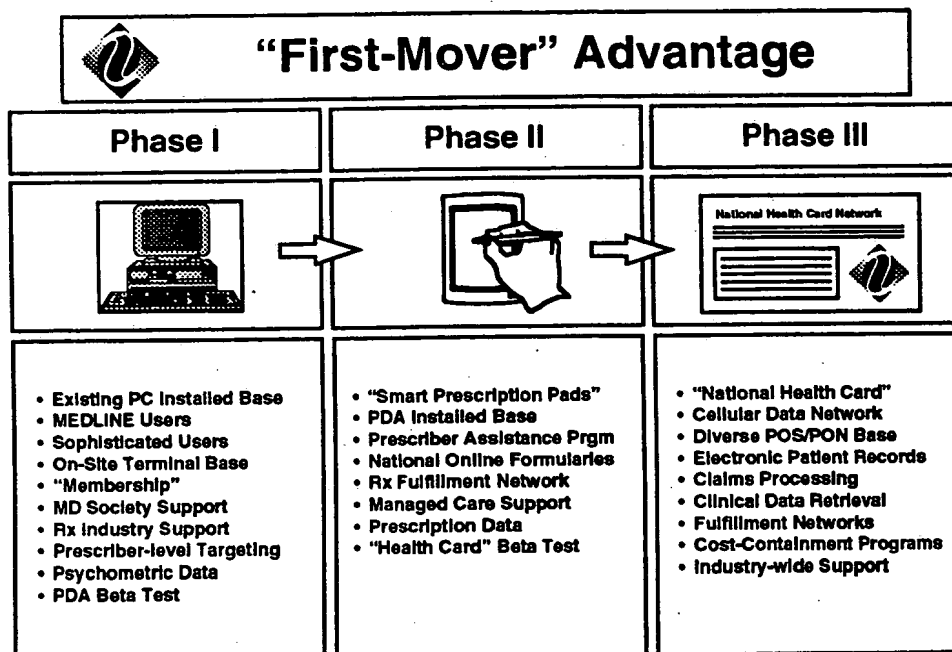 “First-Mover” Advantage
Phase I
Phase II
Phase III
National Health Card Network
• Existing PC Installed Base
• MEDLINE Users
• Sophisticated Users
• On-Site Terminal Base
• “Membership”
• MD Society Support
• Rx Industry Support
• Prescriber-level Targeting
• Psychometric Data
• PDA Beta Test
• “Smart Prescription Pads”
• PDA Installed Base
• Prescriber Assistance Prgm
• National Online Formularies
• Rx Fulfillment Network
• Managed Care Support
• Prescription Data
• “Health Card” Beta Test
• “National Health Card”
• Cellular Data Network
• Diverse POS/PON Base
• Electronic Patient Records
• Claims Processing
• Clinical Data Retrieval
• Fulfillment Networks
• Cost-Containment Programs
• Industry-wide Support